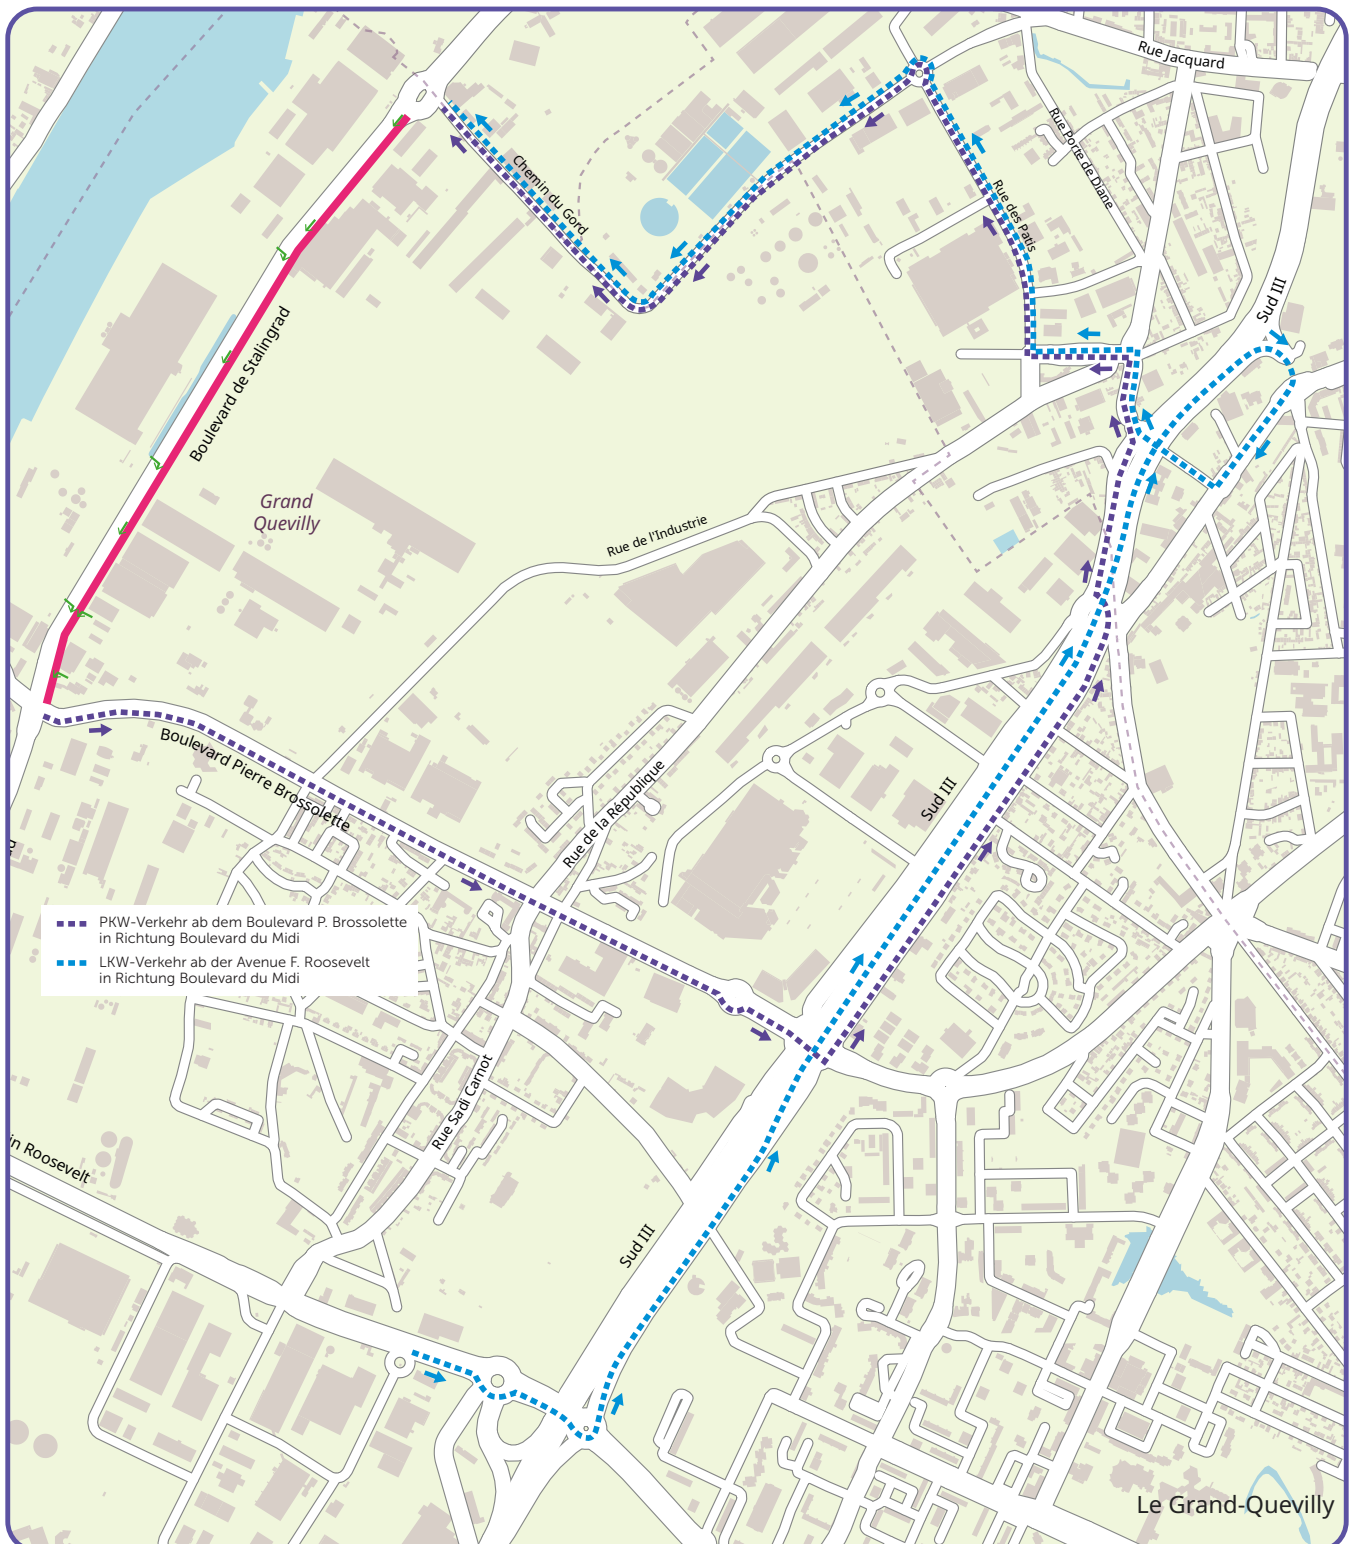 Rue Jacquard
Rue Porte de Diane
Chemin du Gord
Rue des Patis
Sud III
Boulevard de Stalingrad
Grand
Quevilly
Rue de l'Industrie
Boulevard Pierre Brossolette
Rue de la République
Sud III
PKW-Verkehr ab dem Boulevard P. Brossolette
in Richtung Boulevard du Midi
LKW-Verkehr ab der Avenue F. Roosevelt
in Richtung Boulevard du Midi
Rue Sadi Carnot
in Roosevelt
Sud III
Le Grand-Quevilly